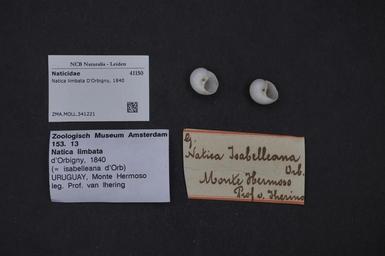 NCB Naturalis - Leiden
Naticidae 41150
Natica limbata D'Orbigny, 1840
ZMA.MOLL.341221
Zoologisch Museum Amsterdam
153. 13
Natica limbata
d'Orbigny, 1840
(= isabelleana d'Orb)
URUGUAY, Monte Hermoso
leg. Prof. van Ihering
Natica Isabelleana
Orb.
Monte Hermoso
Prof v. Ihering